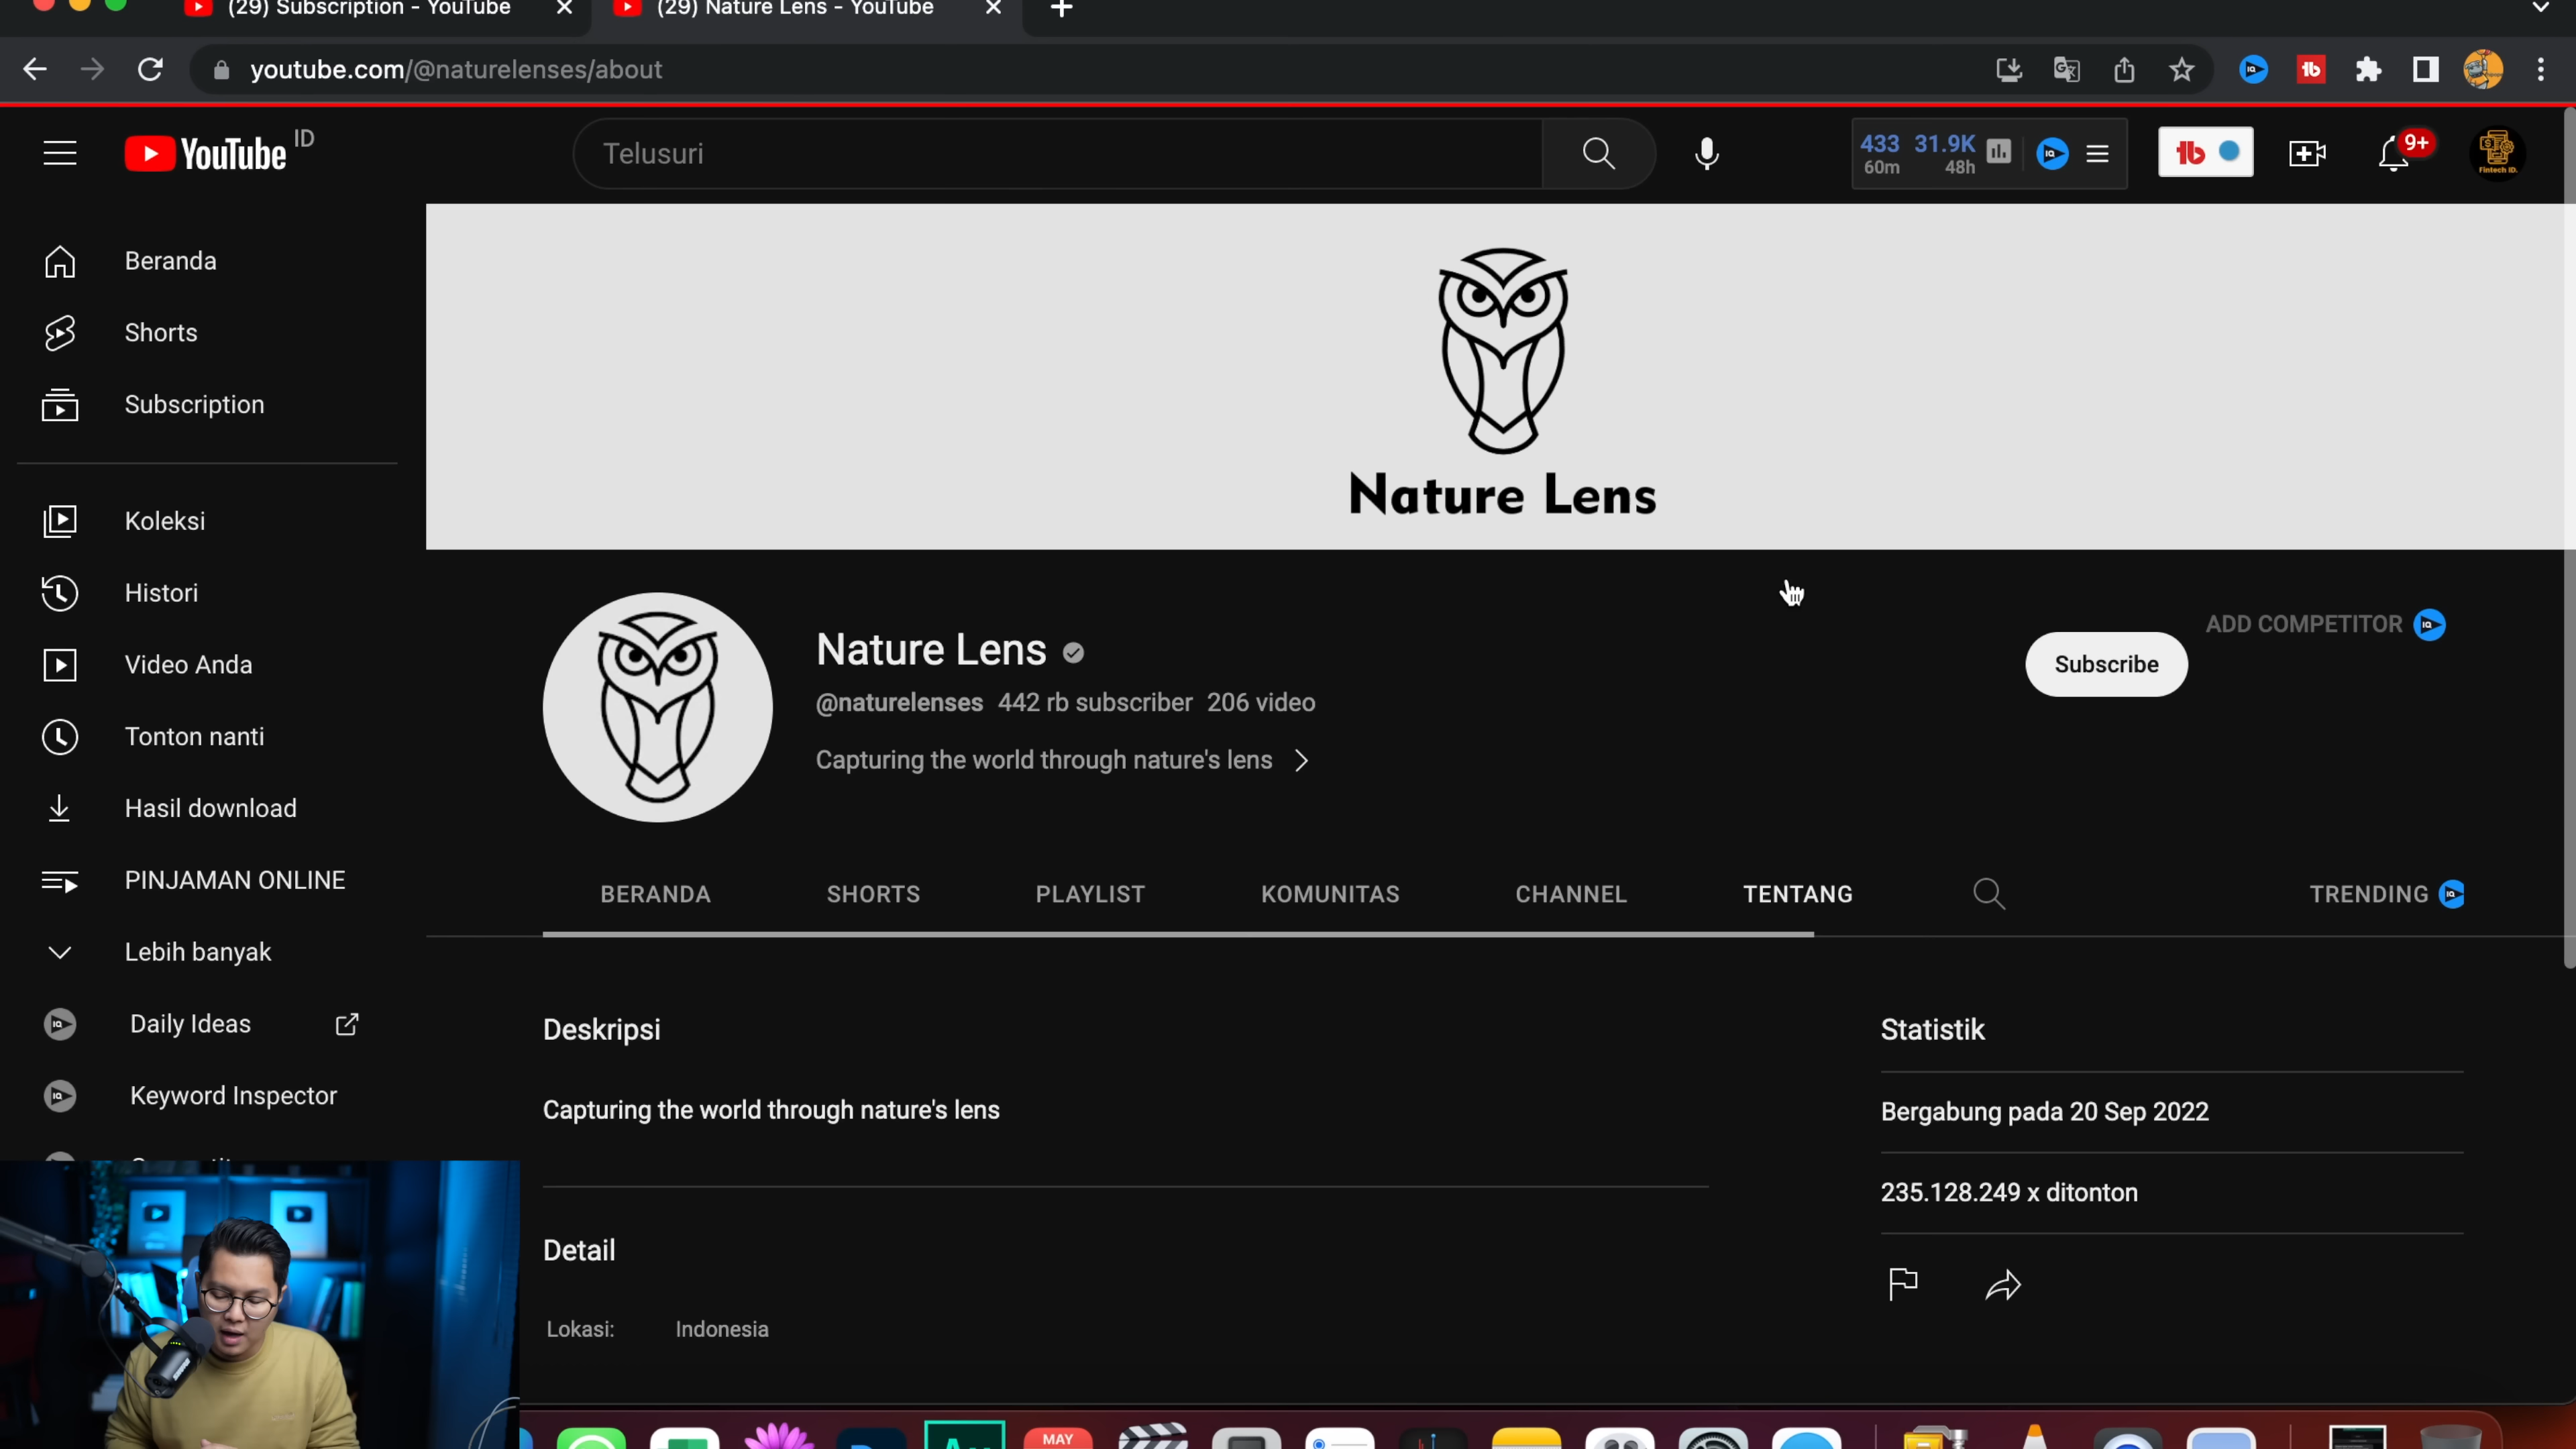 (29) Subscription - YouTube
(29) Nature Lens - YouTube
youtube.com/@naturelenses/about
YouTube ID
Telusuri
433 31.9K
60m 48h
9+
Fintech ID.
Beranda
Shorts
Subscription
Koleksi
Histori
Video Anda
Tonton nanti
Hasil download
PINJAMAN ONLINE
Lebih banyak
Daily Ideas
Keyword Inspector
Nature Lens
Nature Lens
@naturelenses 442 rb subscriber 206 video
Capturing the world through nature's lens
Subscribe
ADD COMPETITOR
BERANDA SHORTS PLAYLIST KOMUNITAS CHANNEL TENTANG TRENDING
Deskripsi
Capturing the world through nature's lens
Detail
Lokasi: Indonesia
Statistik
Bergabung pada 20 Sep 2022
235.128.249 x ditonton
MAY